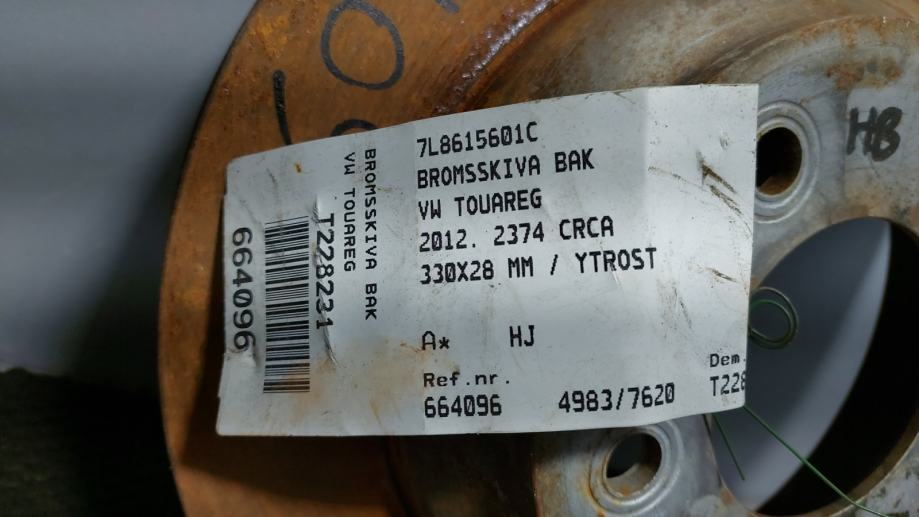 7L8615601C
BROMSSKIVA BAK
VW TOUAREG
2012. 2374 CRCA
330X28 MM / YTROST
A* HJ
Ref.nr. Dem.
664096 4983/7620 T228
BROMSSKIVA BAK
VW TOUAREG
T228231
664096
HB